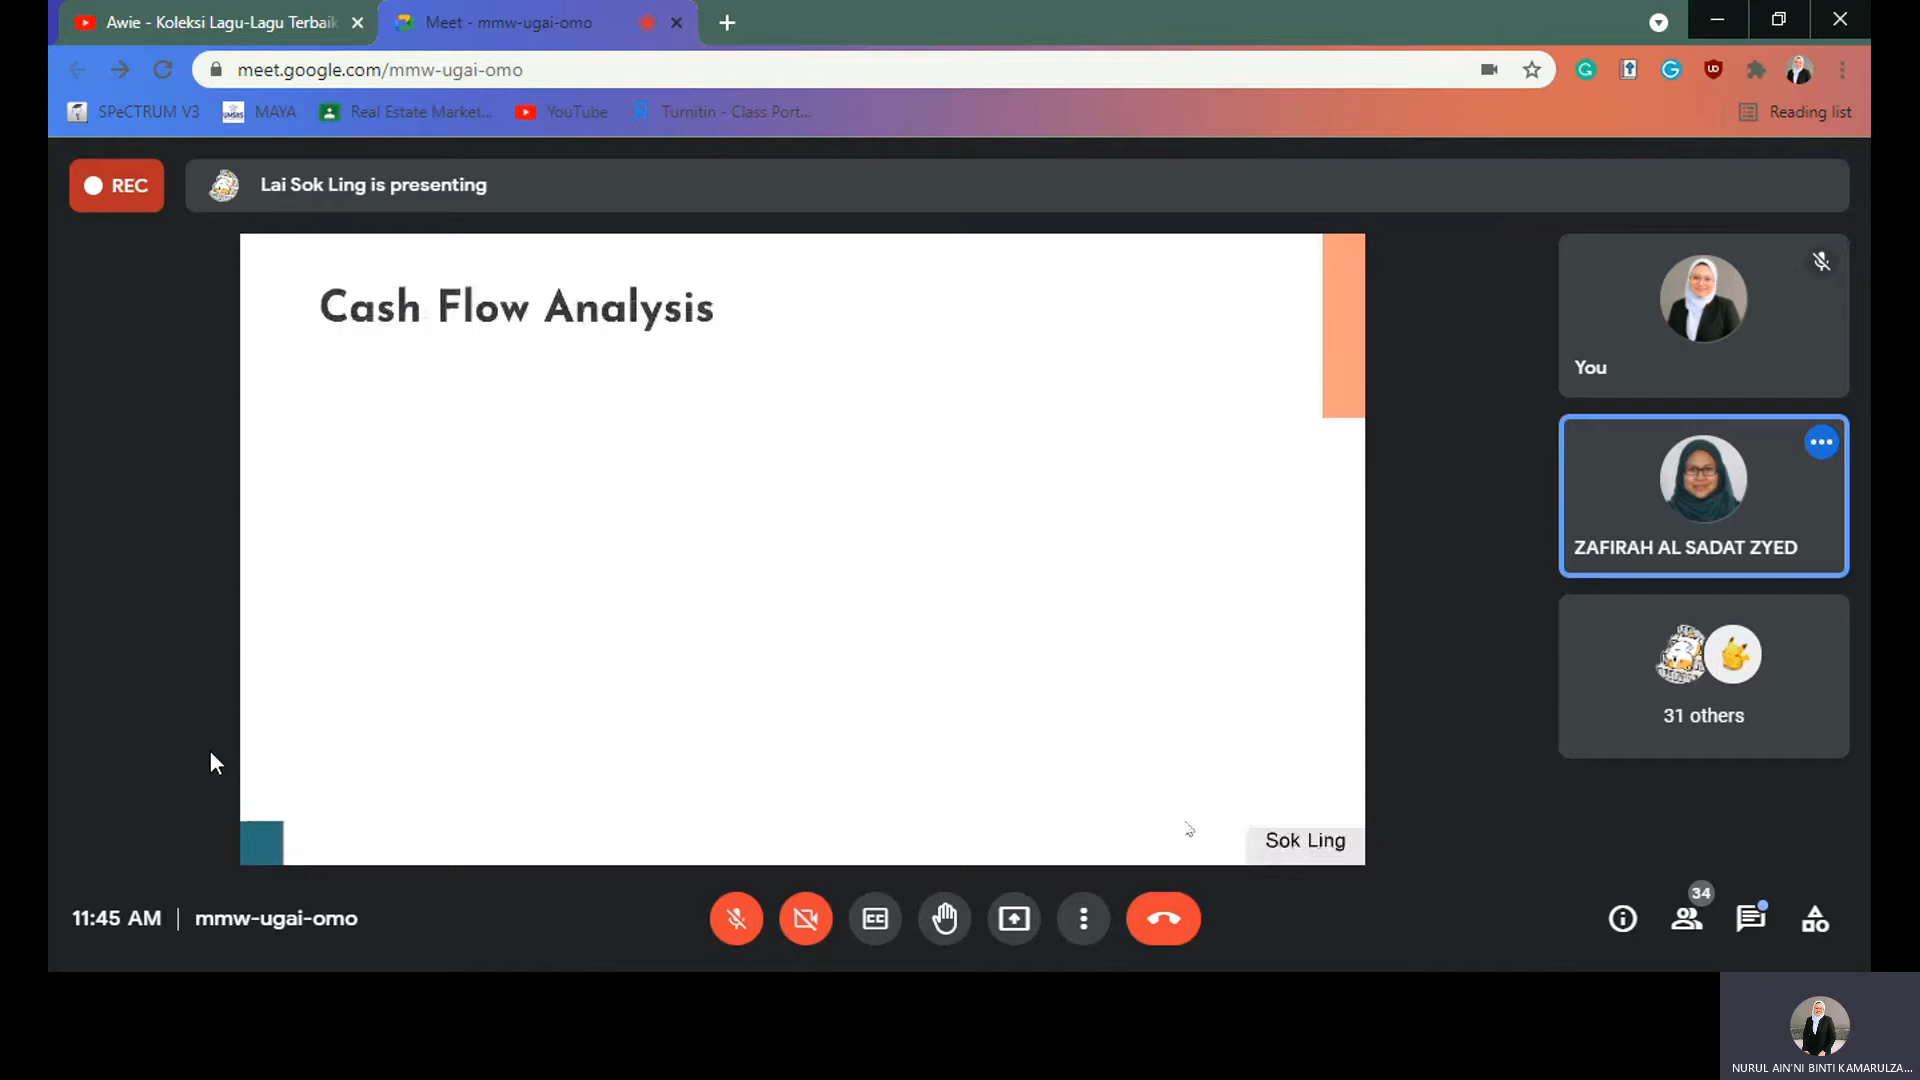 Awie - Koleksi Lagu-Lagu Terbaik
Meet - mmw-ugai-omo
meet.google.com/mmw-ugai-omo
SPeCTRUM V3
MAYA
Real Estate Market...
YouTube
Turnitin - Class Port...
Reading list
REC
Lai Sok Ling is presenting
Cash Flow Analysis
You
ZAFIRAH AL SADAT ZYED
31 others
Sok Ling
11:45 AM
mmw-ugai-omo
34
NURUL AIN'NI BINTI KAMARULZA...